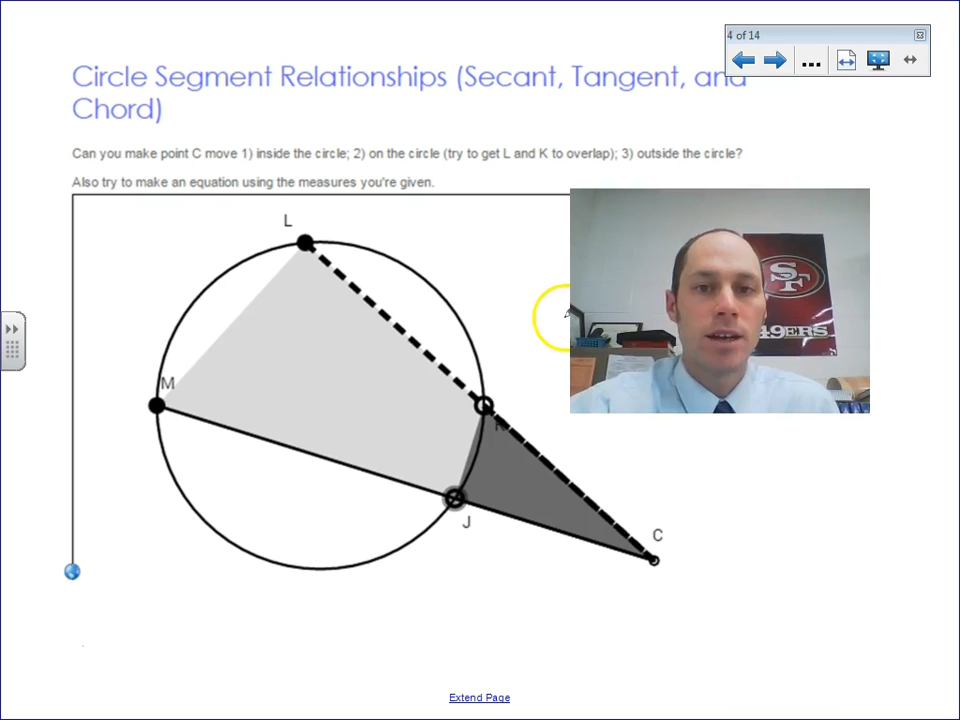 4 of 14
Circle Segment Relationships (Secant, Tangent, and
Chord)
Can you make point C move 1) inside the circle; 2) on the circle (try to get L and K to overlap); 3) outside the circle?
Also try to make an equation using the measures you're given.
L
M
K
J
C
SF
49ERS
Extend Page